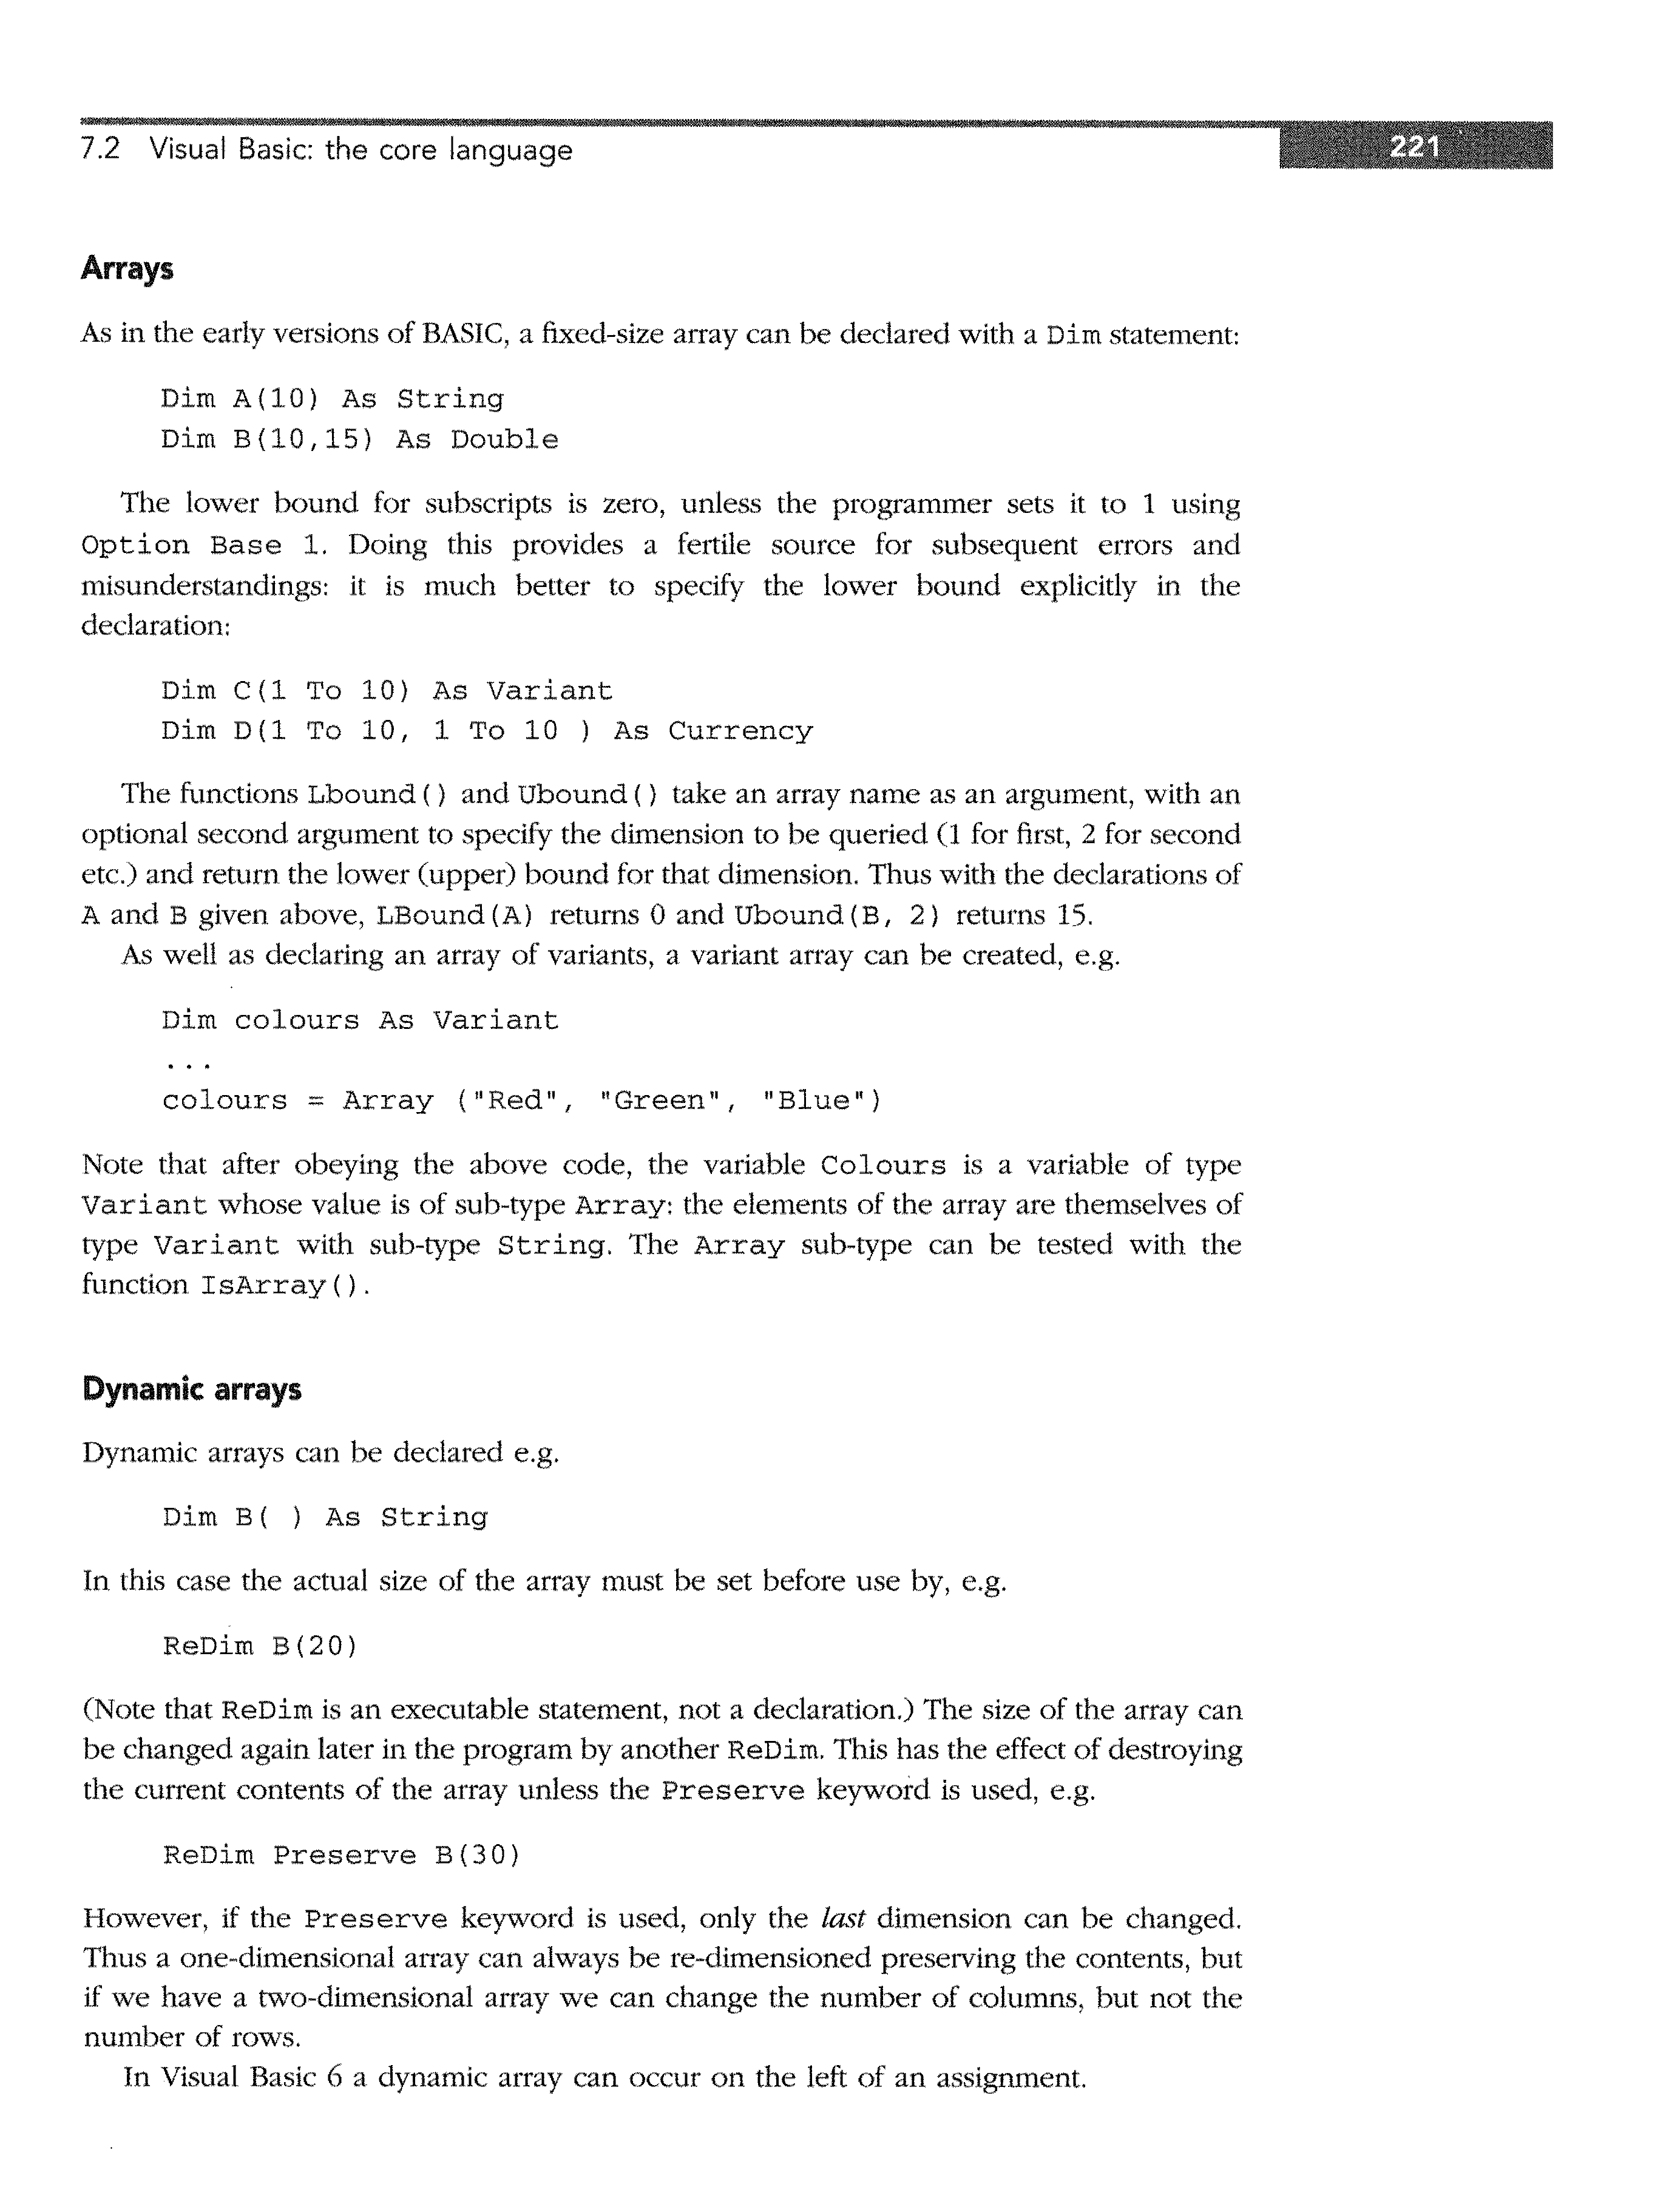 7.2 Visual Basic: the core language 221
Arrays
As in the early versions of BASIC, a fixed-size array can be declared with a Dim statement:
Dim A(10) As String
Dim B(10,15) As Double
The lower bound for subscripts is zero, unless the programmer sets it to 1 using
Option Base 1. Doing this provides a fertile source for subsequent errors and
misunderstandings: it is much better to specify the lower bound explicitly in the
declaration:
Dim C(1 To 10) As Variant
Dim D(1 To 10, 1 To 10 ) As Currency
The functions Lbound() and Ubound() take an array name as an argument, with an
optional second argument to specify the dimension to be queried (1 for first, 2 for second
etc.) and return the lower (upper) bound for that dimension. Thus with the declarations of
A and B given above, LBound(A) returns 0 and Ubound(B, 2) returns 15.
As well as declaring an array of variants, a variant array can be created, e.g.
Dim colours As Variant
...
colours = Array ("Red", "Green", "Blue")
Note that after obeying the above code, the variable Colours is a variable of type
Variant whose value is of sub-type Array: the elements of the array are themselves of
type Variant with sub-type String. The Array sub-type can be tested with the
function IsArray().
Dynamic arrays
Dynamic arrays can be declared e.g.
Dim B( ) As String
In this case the actual size of the array must be set before use by, e.g.
ReDim B(20)
(Note that ReDim is an executable statement, not a declaration.) The size of the array can
be changed again later in the program by another ReDim. This has the effect of destroying
the current contents of the array unless the Preserve keyword is used, e.g.
ReDim Preserve B(30)
However, if the Preserve keyword is used, only the last dimension can be changed.
Thus a one-dimensional array can always be re-dimensioned preserving the contents, but
if we have a two-dimensional array we can change the number of columns, but not the
number of rows.
In Visual Basic 6 a dynamic array can occur on the left of an assignment.